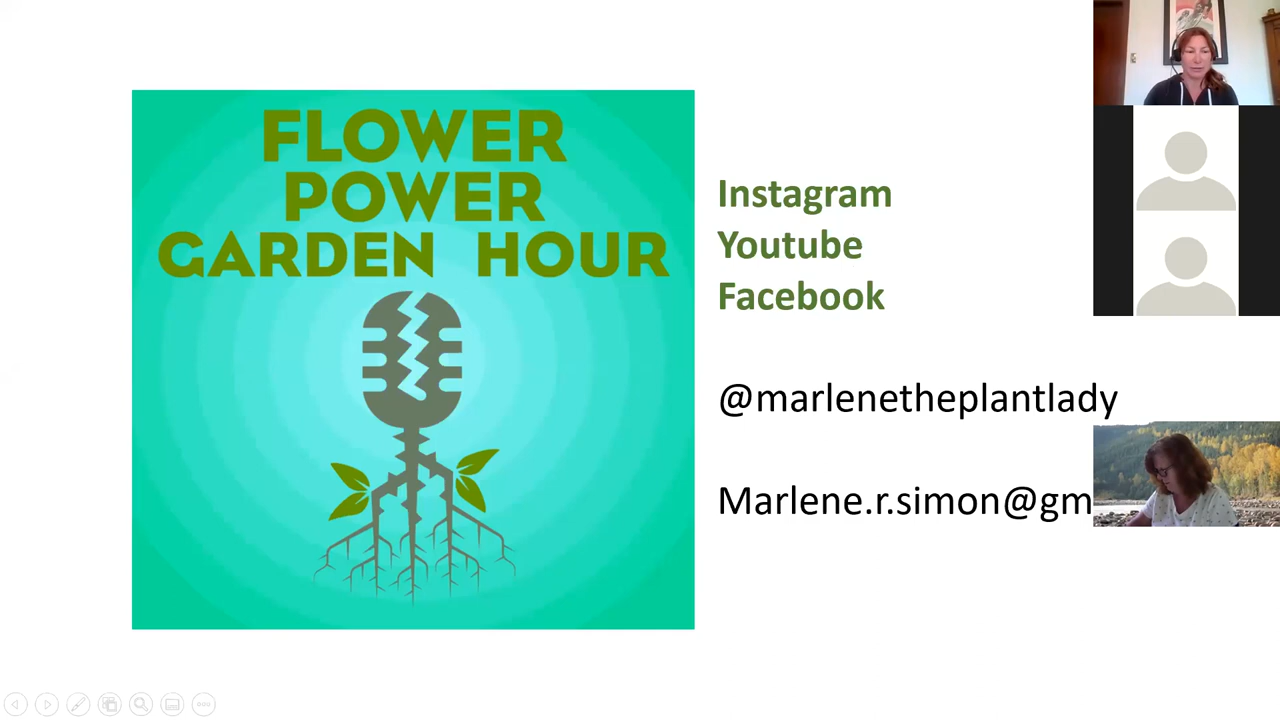 FLOWER
POWER
GARDEN HOUR
Instagram
Youtube
Facebook
@marlenetheplantlady
Marlene.r.simon@gm